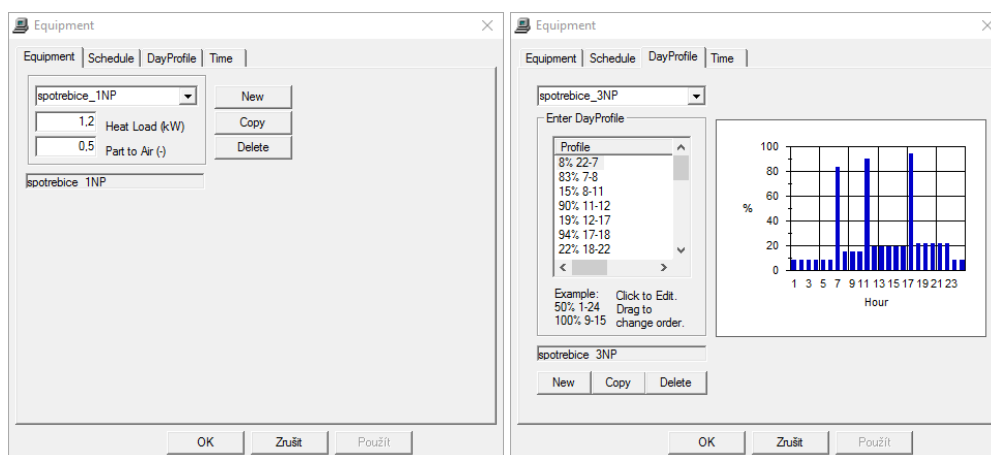 Equipment
Equipment Schedule DayProfile Time
spotrebice_1NP New
1,2 Heat Load (kW) Copy
0,5 Part to Air (-) Delete
spotrebice 1NP
OK Zrušit Použít
Equipment
Equipment Schedule DayProfile Time
spotrebice_3NP
Enter DayProfile
Profile
8% 22-7
83% 7-8
15% 8-11
90% 11-12
19% 12-17
94% 17-18
22% 18-22
Example: Click to Edit.
50% 1-24 Drag to
100% 9-15 change order.
spotrebice 3NP
New Copy Delete
100
80
60
%
40
20
0
1 3 5 7 9 11 13 15 17 19 21 23
Hour
OK Zrušit Použít